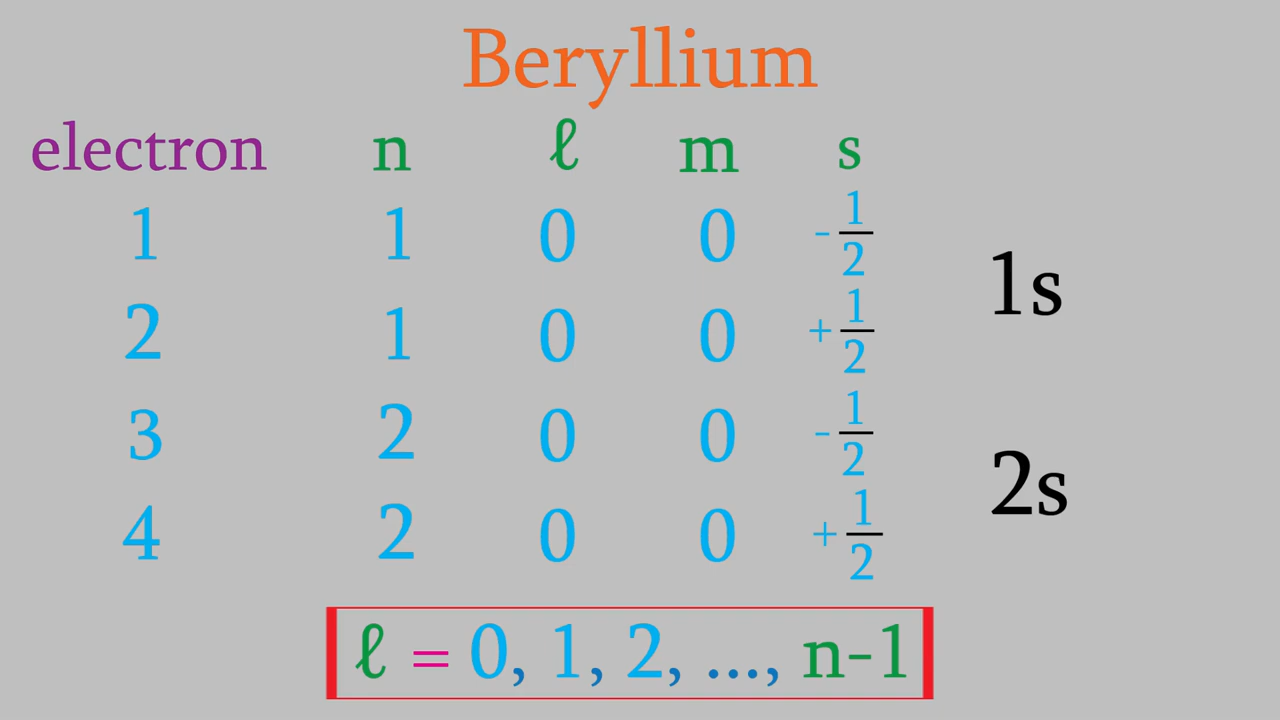 Beryllium
electron n ℓ m s
1 1 0 0 -1/2
2 1 0 0 +1/2
1s
3 2 0 0 -1/2
4 2 0 0 +1/2
2s
ℓ = 0, 1, 2, ..., n-1